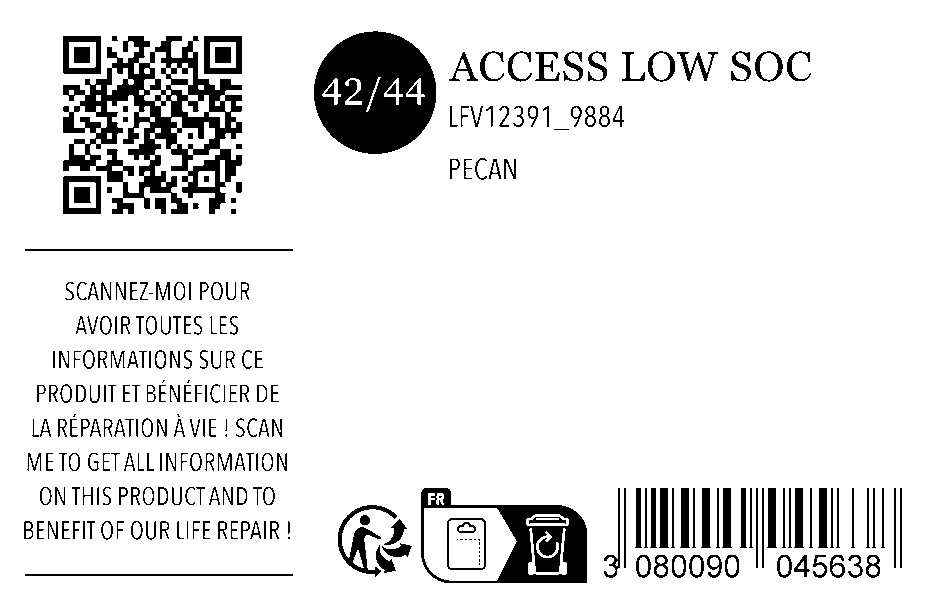 42/44
ACCESS LOW SOC
LFV12391_9884
PECAN
SCANNEZ-MOI POUR
AVOIR TOUTES LES
INFORMATIONS SUR CE
PRODUIT ET BÉNÉFICIER DE
LA RÉPARATION À VIE ! SCAN
ME TO GET ALL INFORMATION
ON THIS PRODUCT AND TO
BENEFIT OF OUR LIFE REPAIR !
FR
3 080090 045638